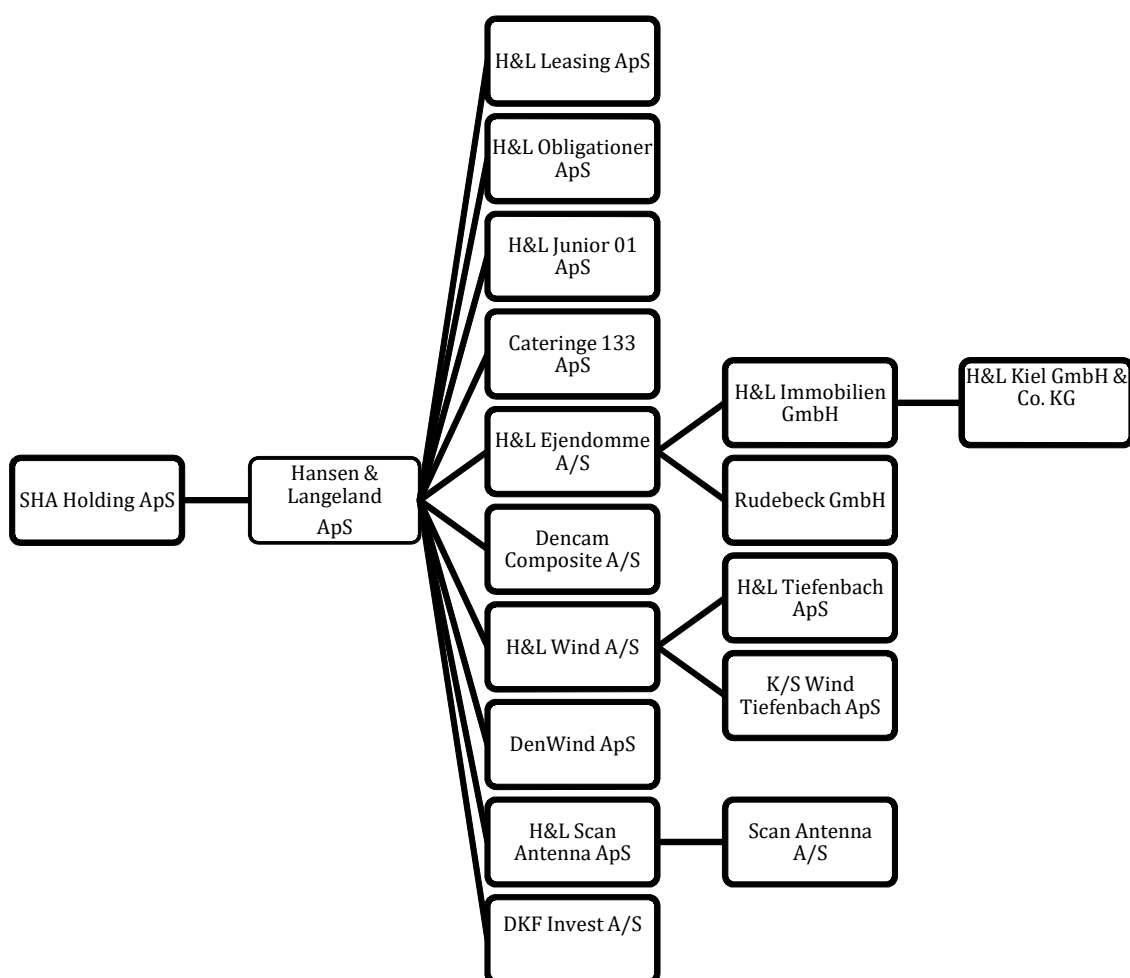 H&L Leasing ApS
H&L Obligationer
ApS
H&L Junior 01
ApS
Cateringe 133
ApS
H&L Immobilien
GmbH
H&L Kiel GmbH &
Co. KG
H&L Ejendomme
A/S
SHA Holding ApS
Hansen &
Langeland
ApS
Rudebeck GmbH
Dencam
Composite A/S
H&L Tiefenbach
ApS
H&L Wind A/S
K/S Wind
Tiefenbach ApS
DenWind ApS
H&L Scan
Antenna ApS
Scan Antenna
A/S
DKF Invest A/S